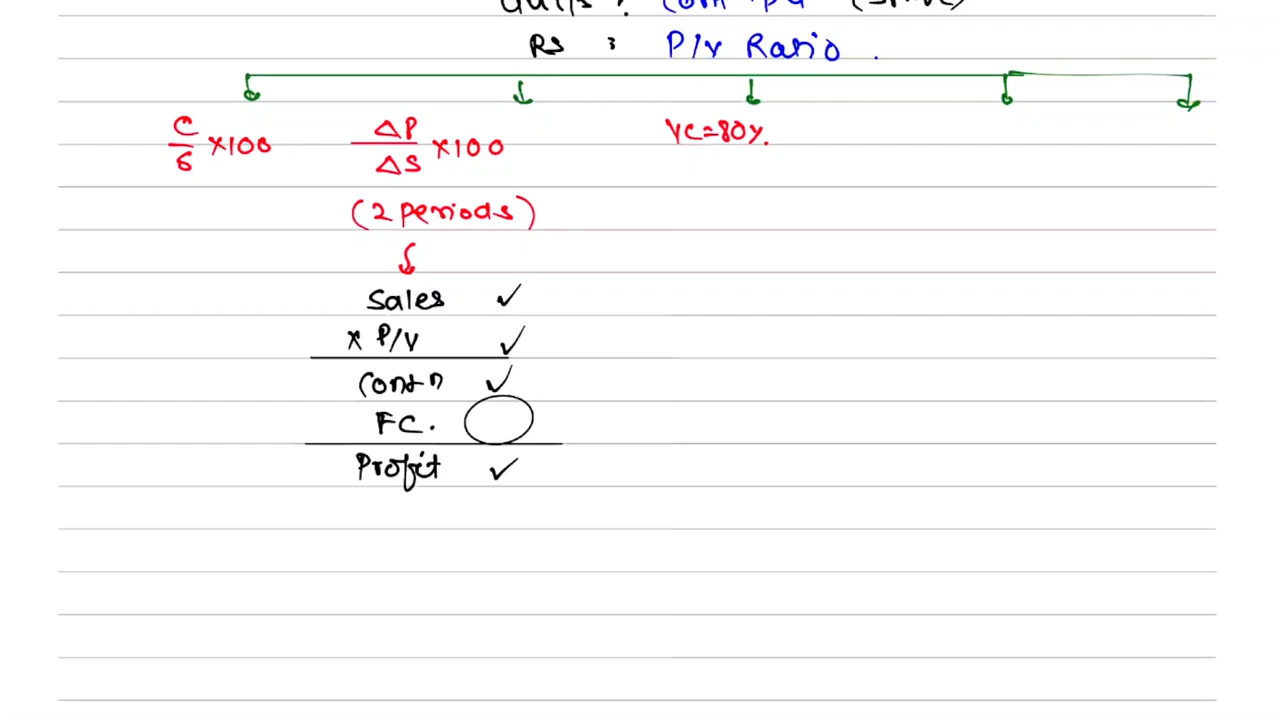 Rs : P/V Ratio .
C/S ×100
ΔP/ΔS ×100
VC=80%.
(2 Periods)
Sales ✓
× P/V ✓
Contn ✓
FC.
Profit ✓